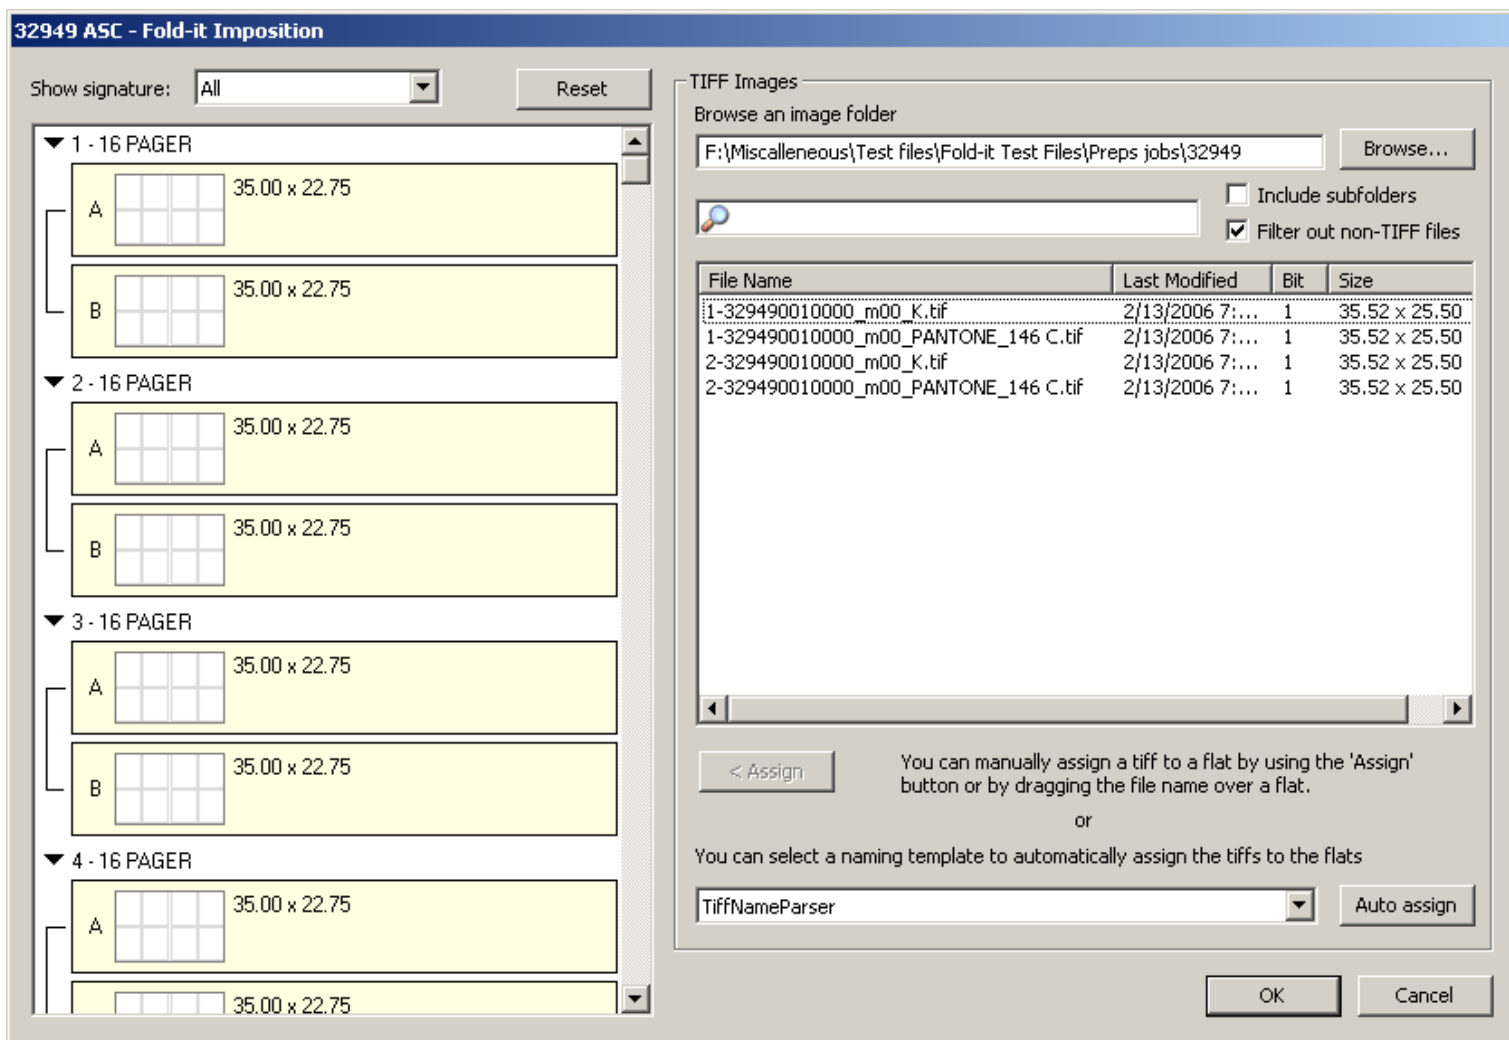 32949 ASC - Fold-it Imposition
Show signature:
All
Reset
1 - 16 PAGER
A
35.00 x 22.75
B
35.00 x 22.75
2 - 16 PAGER
A
35.00 x 22.75
B
35.00 x 22.75
3 - 16 PAGER
A
35.00 x 22.75
B
35.00 x 22.75
4 - 16 PAGER
A
35.00 x 22.75
35.00 x 22.75
TIFF Images
Browse an image folder
F:\Miscalleneous\Test files\Fold-it Test Files\Preps jobs\32949
Browse...
Include subfolders
Filter out non-TIFF files
File Name Last Modified Bit Size
1-329490010000_m00_K.tif 2/13/2006 7:... 1 35.52 x 25.50
1-329490010000_m00_PANTONE_146 C.tif 2/13/2006 7:... 1 35.52 x 25.50
2-329490010000_m00_K.tif 2/13/2006 7:... 1 35.52 x 25.50
2-329490010000_m00_PANTONE_146 C.tif 2/13/2006 7:... 1 35.52 x 25.50
< Assign
You can manually assign a tiff to a flat by using the 'Assign'
button or by dragging the file name over a flat.
or
You can select a naming template to automatically assign the tiffs to the flats
TiffNameParser
Auto assign
OK
Cancel